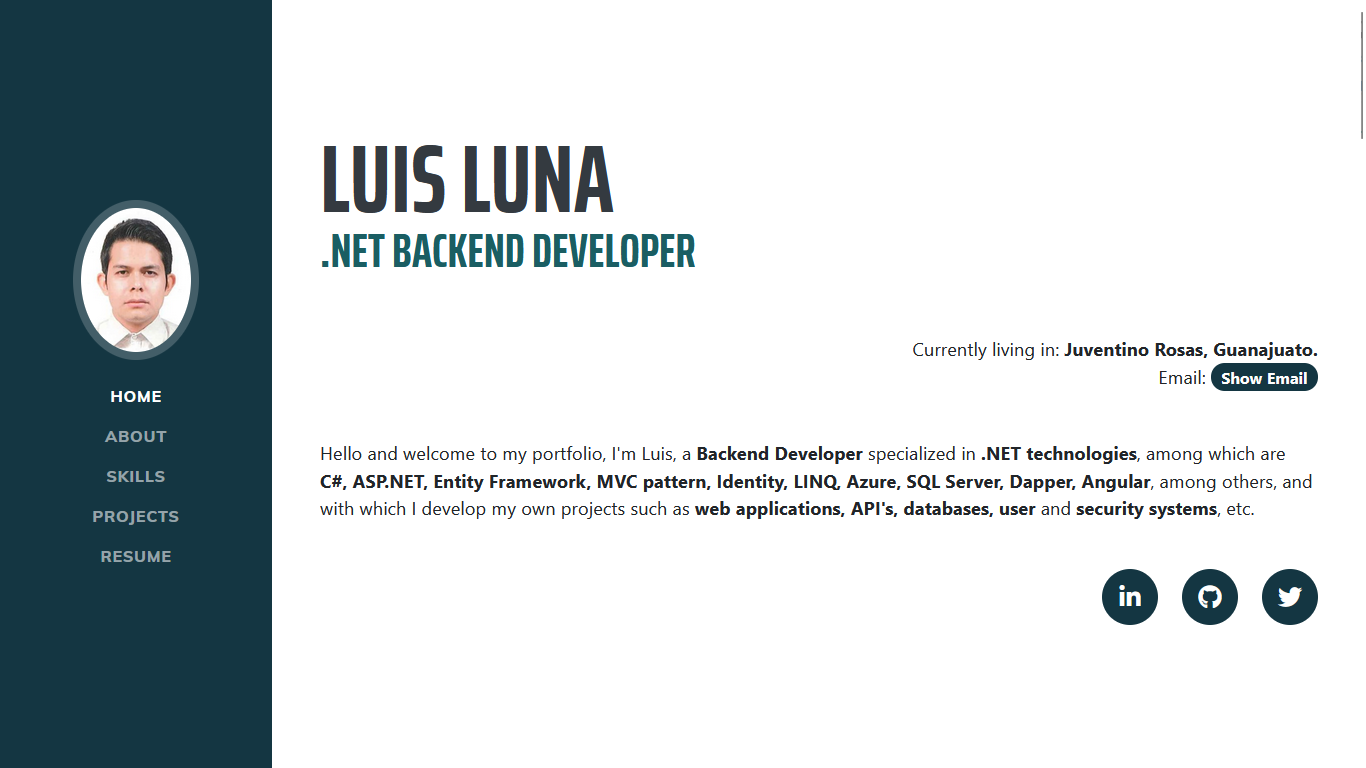 HOME
ABOUT
SKILLS
PROJECTS
RESUME
LUIS LUNA
.NET BACKEND DEVELOPER
Currently living in: Juventino Rosas, Guanajuato.
Email: Show Email
Hello and welcome to my portfolio, I'm Luis, a Backend Developer specialized in .NET technologies, among which are
C#, ASP.NET, Entity Framework, MVC pattern, Identity, LINQ, Azure, SQL Server, Dapper, Angular, among others, and
with which I develop my own projects such as web applications, API's, databases, user and security systems, etc.
in